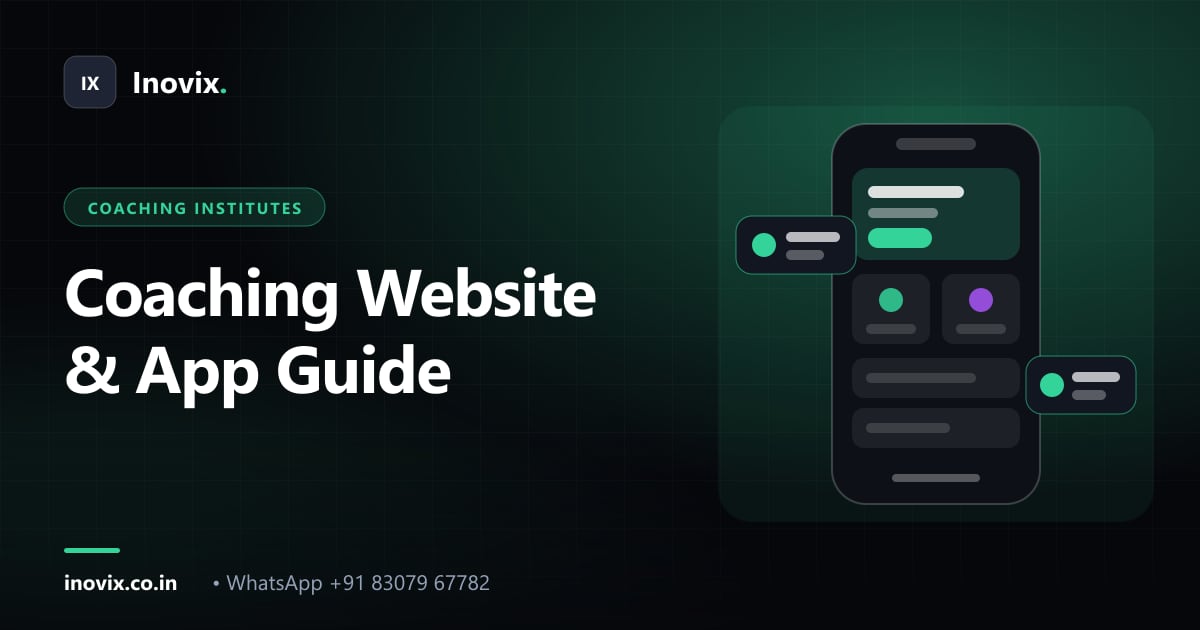 IX
Inovix.
COACHING INSTITUTES
Coaching Website
& App Guide
inovix.co.in • WhatsApp +91 83079 67782